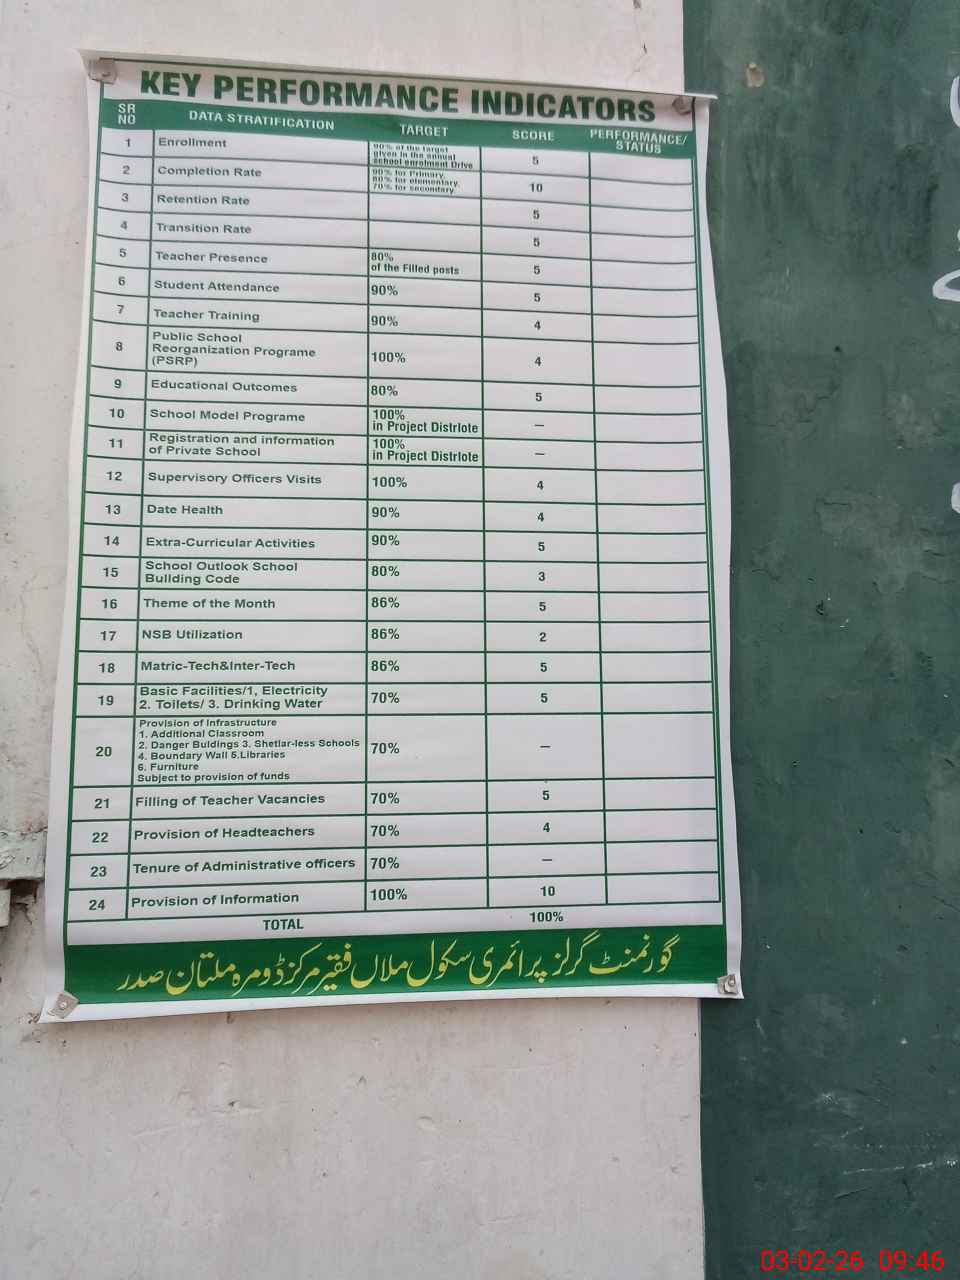 KEY PERFORMANCE INDICATORS
SR NO DATA STRATIFICATION TARGET SCORE PERFORMANCE/ STATUS
1 Enrollment 90% of the target given in the annual school enrolment Drive 5
2 Completion Rate 90% for Primary, 80% for elementary, 70% for secondary. 10
3 Retention Rate 5
4 Transition Rate 5
5 Teacher Presence 80% of the Filled posts 5
6 Student Attendance 90% 5
7 Teacher Training 90% 4
8 Public School Reorganization Programe (PSRP) 100% 4
9 Educational Outcomes 80% 5
10 School Model Programe 100% in Project Distrlote –
11 Registration and information of Private School 100% in Project Distrlote –
12 Supervisory Officers Visits 100% 4
13 Date Health 90% 4
14 Extra-Curricular Activities 90% 5
15 School Outlook School Building Code 80% 3
16 Theme of the Month 86% 5
17 NSB Utilization 86% 2
18 Matric-Tech&Inter-Tech 86% 5
19 Basic Facilities/1, Electricity 2. Toilets/ 3. Drinking Water 70% 5
20 Provision of Infrastructure
1. Additional Classroom
2. Danger Buldings 3. Shetlar-less Schools 70% –
4. Boundary Wall 5.Libraries
6. Furniture
Subject to provision of funds
21 Filling of Teacher Vacancies 70% 5
22 Provision of Headteachers 70% 4
23 Tenure of Administrative officers 70% –
24 Provision of Information 100% 10
TOTAL 100%
گورنمنٹ گرلز پرائمری سکول ملاں فقیر مرکز ڈومرہ ملتان صدر
03-02-26 09:46